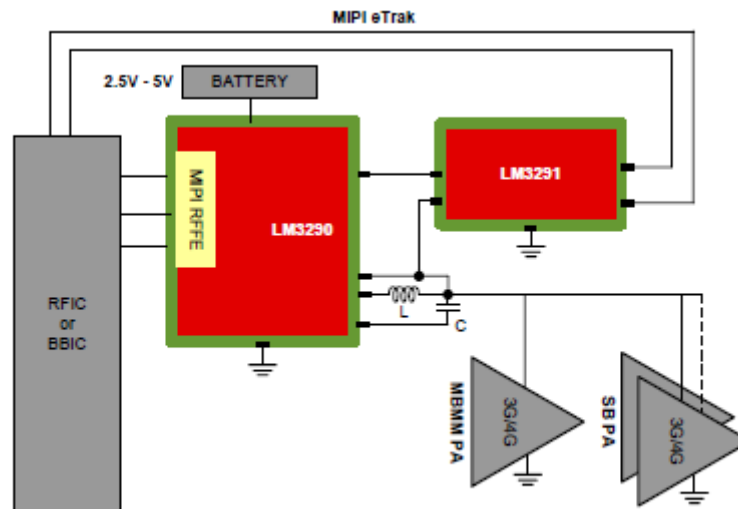 MIPI eTrak
2.5V - 5V
BATTERY
MIPI RFFE
LM3290
LM3291
RFIC
or
BBIC
L
C
MBMM PA
3G/4G
SB PA
3G/4G